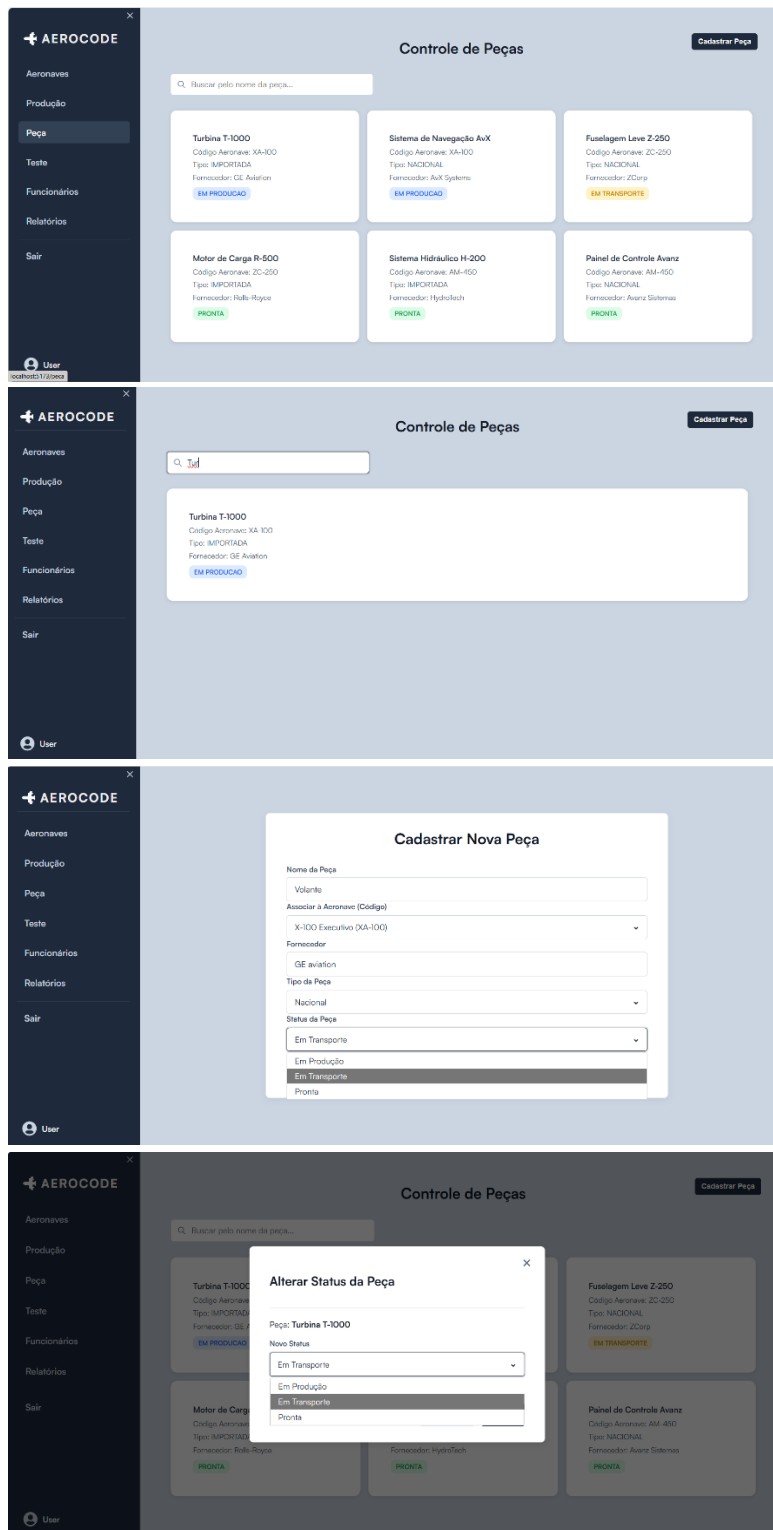 AEROCODE
Aeronaves
Produção
Peça
Teste
Funcionários
Relatórios
Sair
User
localhost:5173/peca
Controle de Peças
Cadastrar Peça
Buscar pelo nome da peça...
Turbina T-1000
Código Aeronave: XA-100
Tipo: IMPORTADA
Fornecedor: GE Aviation
EM PRODUCAO
Sistema de Navegação AvX
Código Aeronave: XA-100
Tipo: NACIONAL
Fornecedor: AvX Systems
EM PRODUCAO
Fuselagem Leve Z-250
Código Aeronave: ZC-250
Tipo: NACIONAL
Fornecedor: ZCorp
EM TRANSPORTE
Motor de Carga R-500
Código Aeronave: ZC-250
Tipo: IMPORTADA
Fornecedor: Rolls-Royce
PRONTA
Sistema Hidráulico H-200
Código Aeronave: AM-450
Tipo: IMPORTADA
Fornecedor: HydroTech
PRONTA
Painel de Controle Avanz
Código Aeronave: AM-450
Tipo: NACIONAL
Fornecedor: Avanz Sistemas
PRONTA
AEROCODE
Aeronaves
Produção
Peça
Teste
Funcionários
Relatórios
Sair
User
Controle de Peças
Cadastrar Peça
Tur
Turbina T-1000
Código Aeronave: XA-100
Tipo: IMPORTADA
Fornecedor: GE Aviation
EM PRODUCAO
AEROCODE
Aeronaves
Produção
Peça
Teste
Funcionários
Relatórios
Sair
User
Cadastrar Nova Peça
Nome da Peça
Volante
Associar à Aeronave (Código)
X-100 Executivo (XA-100)
Fornecedor
GE aviation
Tipo da Peça
Nacional
Status da Peça
Em Transporte
Em Produção
Em Transporte
Pronta
AEROCODE
Aeronaves
Produção
Peça
Teste
Funcionários
Relatórios
Sair
User
Controle de Peças
Cadastrar Peça
Buscar pelo nome da peça...
Turbina T-1000
Código Aeronave
Tipo: IMPORTADA
Fornecedor: GE A
EM PRODUCAO
Fuselagem Leve Z-250
Código Aeronave: ZC-250
Tipo: NACIONAL
Fornecedor: ZCorp
EM TRANSPORTE
Motor de Carg
Código Aeronave
Tipo: IMPORTADA
Fornecedor: Rolls-Royce
PRONTA
Fornecedor: HydroTech
PRONTA
Painel de Controle Avanz
Código Aeronave: AM-450
Tipo: NACIONAL
Fornecedor: Avanz Sistemas
PRONTA
Alterar Status da Peça
Peça: Turbina T-1000
Novo Status
Em Transporte
Em Produção
Em Transporte
Pronta